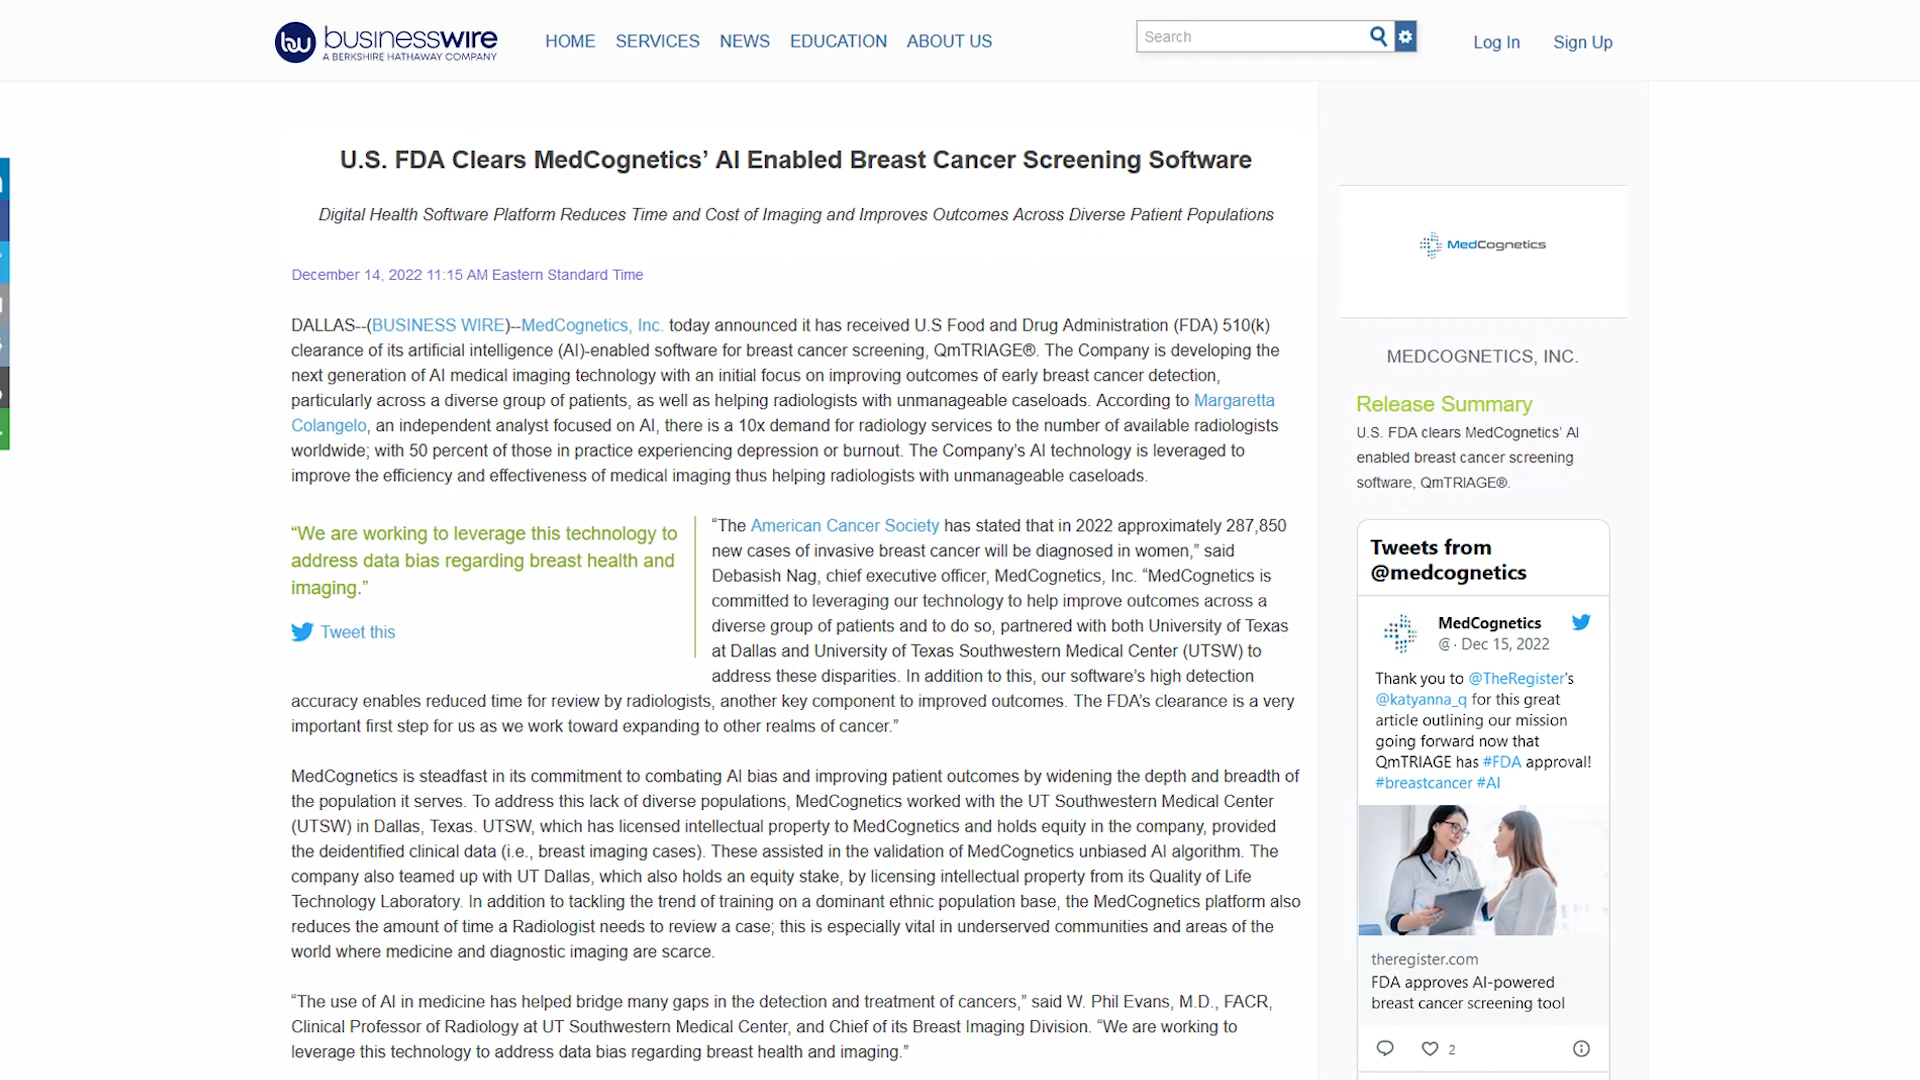 businesswire
A BERKSHIRE HATHAWAY COMPANY
HOME SERVICES NEWS EDUCATION ABOUT US
Search
Log In Sign Up
U.S. FDA Clears MedCognetics’ AI Enabled Breast Cancer Screening Software
Digital Health Software Platform Reduces Time and Cost of Imaging and Improves Outcomes Across Diverse Patient Populations
December 14, 2022 11:15 AM Eastern Standard Time
DALLAS--(BUSINESS WIRE)--MedCognetics, Inc. today announced it has received U.S Food and Drug Administration (FDA) 510(k)
clearance of its artificial intelligence (AI)-enabled software for breast cancer screening, QmTRIAGE®. The Company is developing the
next generation of AI medical imaging technology with an initial focus on improving outcomes of early breast cancer detection,
particularly across a diverse group of patients, as well as helping radiologists with unmanageable caseloads. According to Margaretta
Colangelo, an independent analyst focused on AI, there is a 10x demand for radiology services to the number of available radiologists
worldwide; with 50 percent of those in practice experiencing depression or burnout. The Company’s AI technology is leveraged to
improve the efficiency and effectiveness of medical imaging thus helping radiologists with unmanageable caseloads.
“We are working to leverage this technology to
address data bias regarding breast health and
imaging.”
Tweet this
“The American Cancer Society has stated that in 2022 approximately 287,850
new cases of invasive breast cancer will be diagnosed in women,” said
Debasish Nag, chief executive officer, MedCognetics, Inc. “MedCognetics is
committed to leveraging our technology to help improve outcomes across a
diverse group of patients and to do so, partnered with both University of Texas
at Dallas and University of Texas Southwestern Medical Center (UTSW) to
address these disparities. In addition to this, our software’s high detection
accuracy enables reduced time for review by radiologists, another key component to improved outcomes. The FDA’s clearance is a very
important first step for us as we work toward expanding to other realms of cancer.”
MedCognetics is steadfast in its commitment to combating AI bias and improving patient outcomes by widening the depth and breadth of
the population it serves. To address this lack of diverse populations, MedCognetics worked with the UT Southwestern Medical Center
(UTSW) in Dallas, Texas. UTSW, which has licensed intellectual property to MedCognetics and holds equity in the company, provided
the deidentified clinical data (i.e., breast imaging cases). These assisted in the validation of MedCognetics unbiased AI algorithm. The
company also teamed up with UT Dallas, which also holds an equity stake, by licensing intellectual property from its Quality of Life
Technology Laboratory. In addition to tackling the trend of training on a dominant ethnic population base, the MedCognetics platform also
reduces the amount of time a Radiologist needs to review a case; this is especially vital in underserved communities and areas of the
world where medicine and diagnostic imaging are scarce.
“The use of AI in medicine has helped bridge many gaps in the detection and treatment of cancers,” said W. Phil Evans, M.D., FACR,
Clinical Professor of Radiology at UT Southwestern Medical Center, and Chief of its Breast Imaging Division. “We are working to
leverage this technology to address data bias regarding breast health and imaging.”
MedCognetics
MEDCOGNETICS, INC.
Release Summary
U.S. FDA clears MedCognetics’ AI
enabled breast cancer screening
software, QmTRIAGE®.
Tweets from
@medcognetics
MedCognetics
@ · Dec 15, 2022
Thank you to @TheRegister's
@katyanna_q for this great
article outlining our mission
going forward now that
QmTRIAGE has #FDA approval!
#breastcancer #AI
theregister.com
FDA approves AI-powered
breast cancer screening tool
2